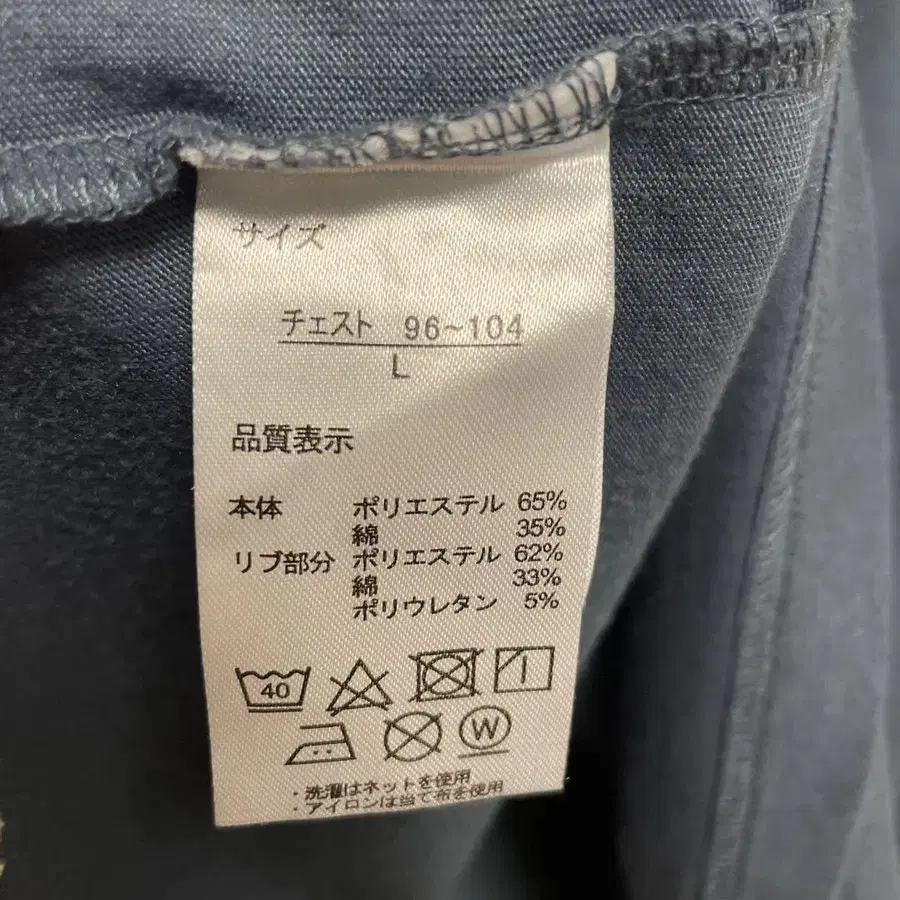 サイズ
チェスト 96~104
L
品質表示
本体 ポリエステル 65%
綿 35%
リブ部分 ポリエステル 62%
綿 33%
ポリウレタン 5%
40
W
・洗濯はネットを使用
・アイロンは当て布を使用